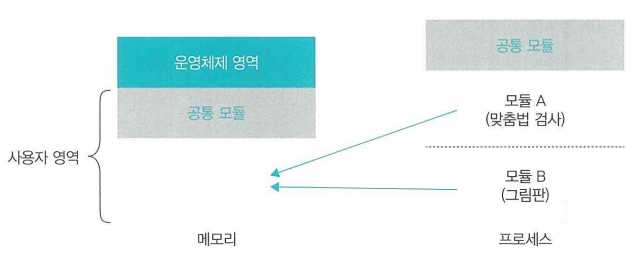 운영체제 영역
공통 모듈
사용자 영역
메모리
공통 모듈
모듈 A
(맞춤법 검사)
모듈 B
(그림판)
프로세스